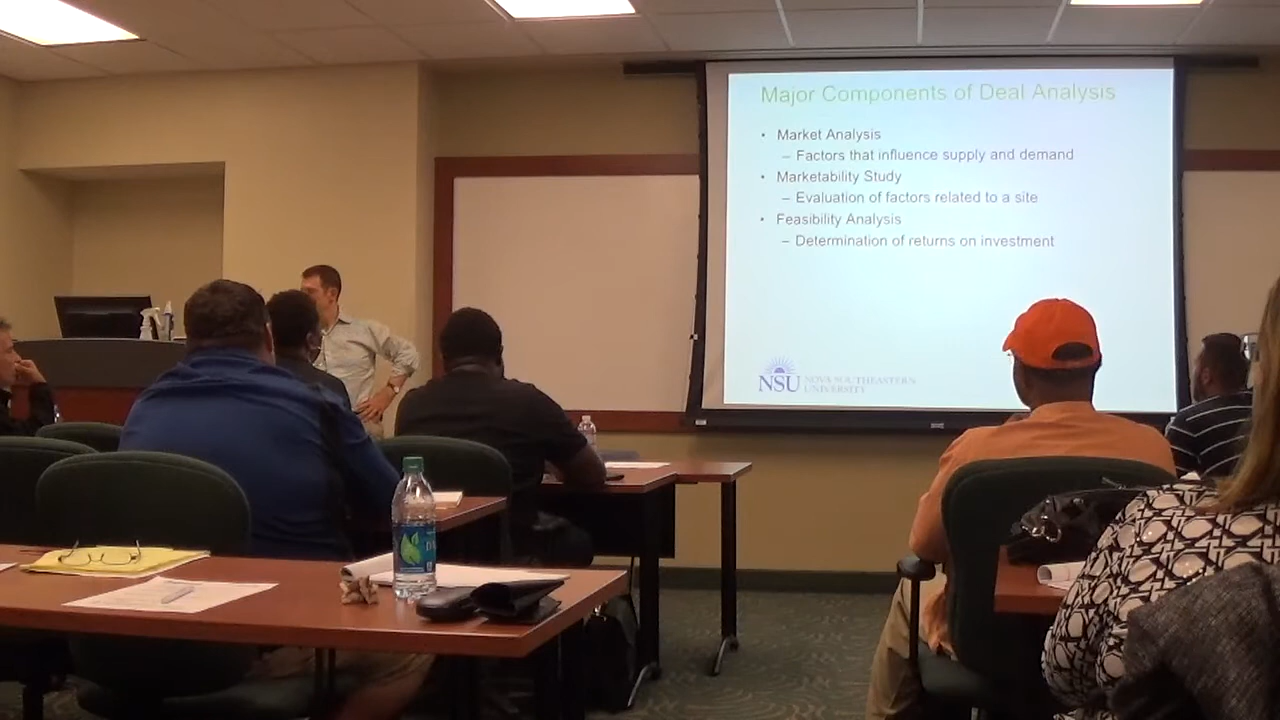 Major Components of Deal Analysis
• Market Analysis
– Factors that influence supply and demand
• Marketability Study
– Evaluation of factors related to a site
• Feasibility Analysis
– Determination of returns on investment
NSU NOVA SOUTHEASTERN
UNIVERSITY